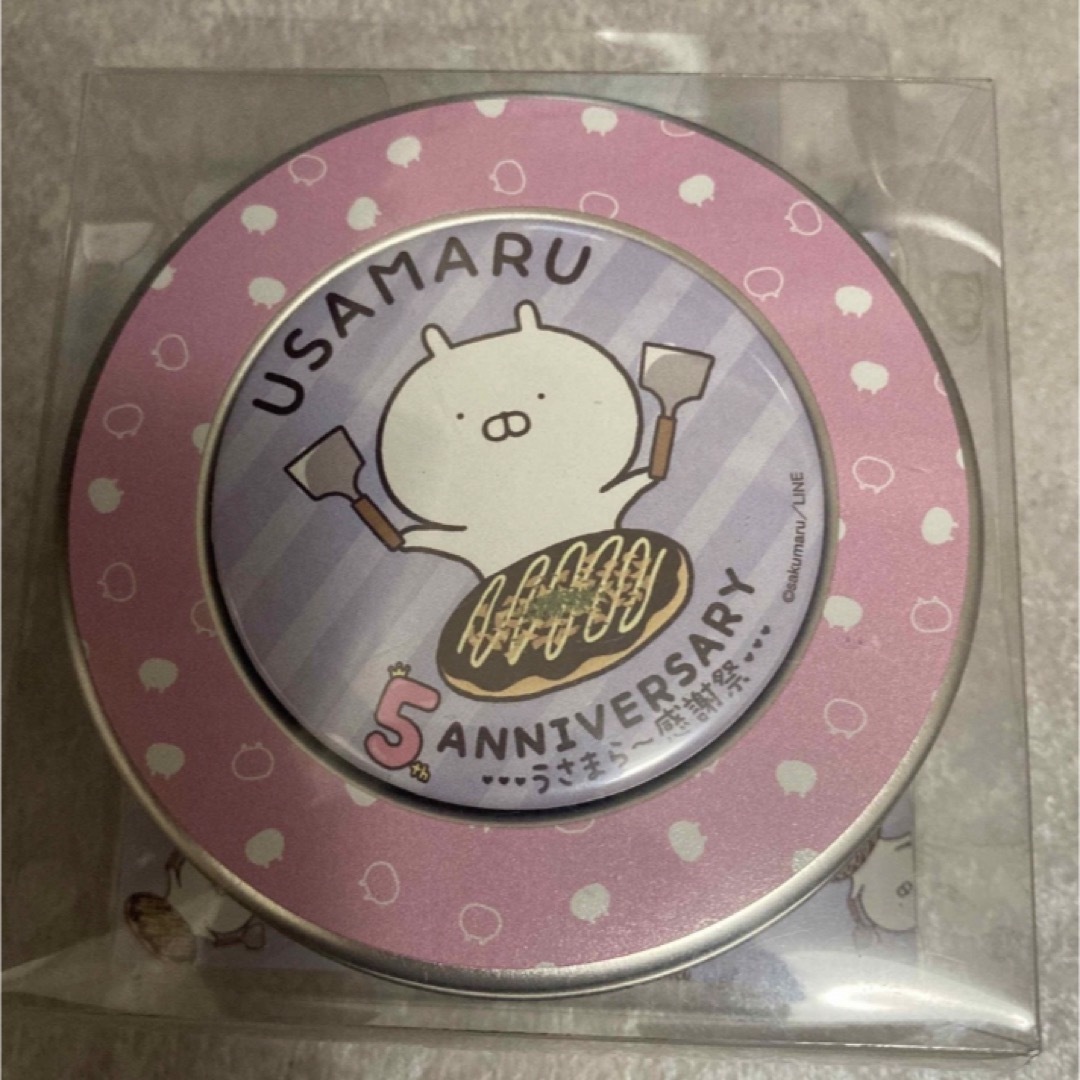 USAMARU
5th ANNIVERSARY
♥♥♥うさまら〜感謝祭♥♥♥
©sakumaru/LINE